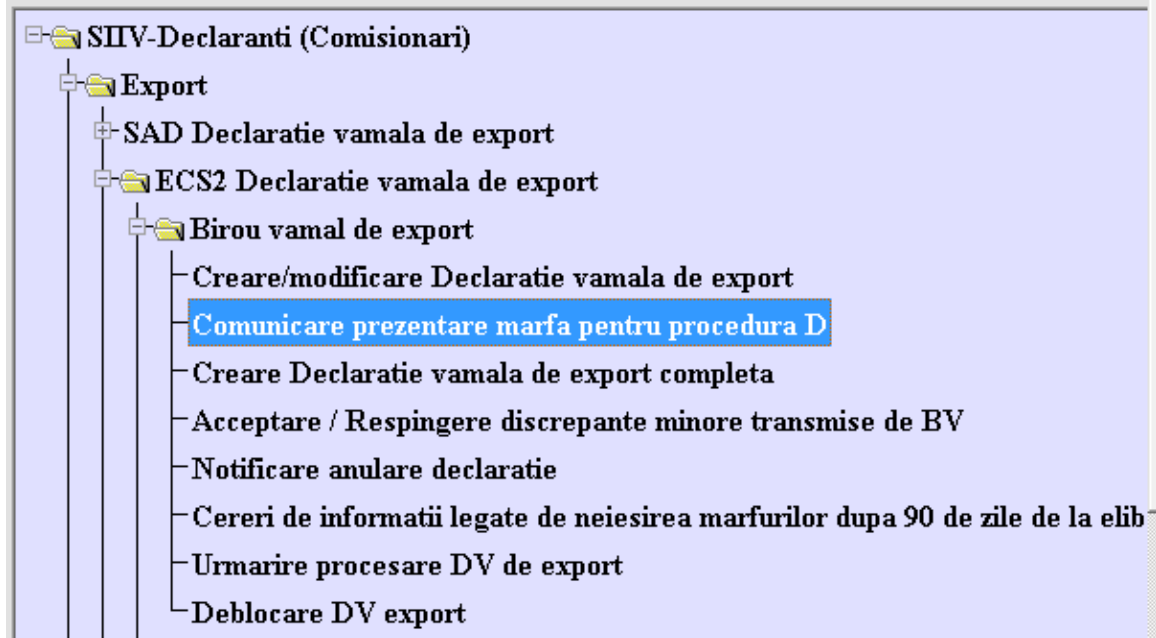 SIIV-Declaranti (Comisionari)
Export
SAD Declaratie vamala de export
ECS2 Declaratie vamala de export
Birou vamal de export
Creare/modificare Declaratie vamala de export
Comunicare prezentare marfa pentru procedura D
Creare Declaratie vamala de export completa
Acceptare / Respingere discrepante minore transmise de BV
Notificare anulare declaratie
Cereri de informatii legate de neiesirea marfurilor dupa 90 de zile de la elib
Urmarire procesare DV de export
Deblocare DV export